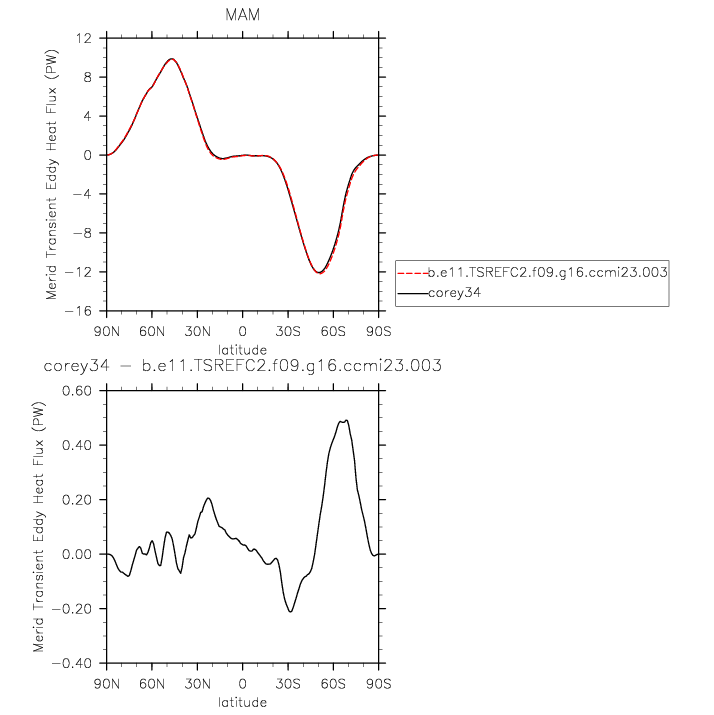 MAM
Merid Transient Eddy Heat Flux (PW)
12
8
4
0
−4
−8
−12
−16
90N 60N 30N 0 30S 60S 90S
latitude
b.e11.TSREFC2.f09.g16.ccmi23.003
corey34
corey34 − b.e11.TSREFC2.f09.g16.ccmi23.003
Merid Transient Eddy Heat Flux (PW)
0.60
0.40
0.20
0.00
−0.20
−0.40
90N 60N 30N 0 30S 60S 90S
latitude